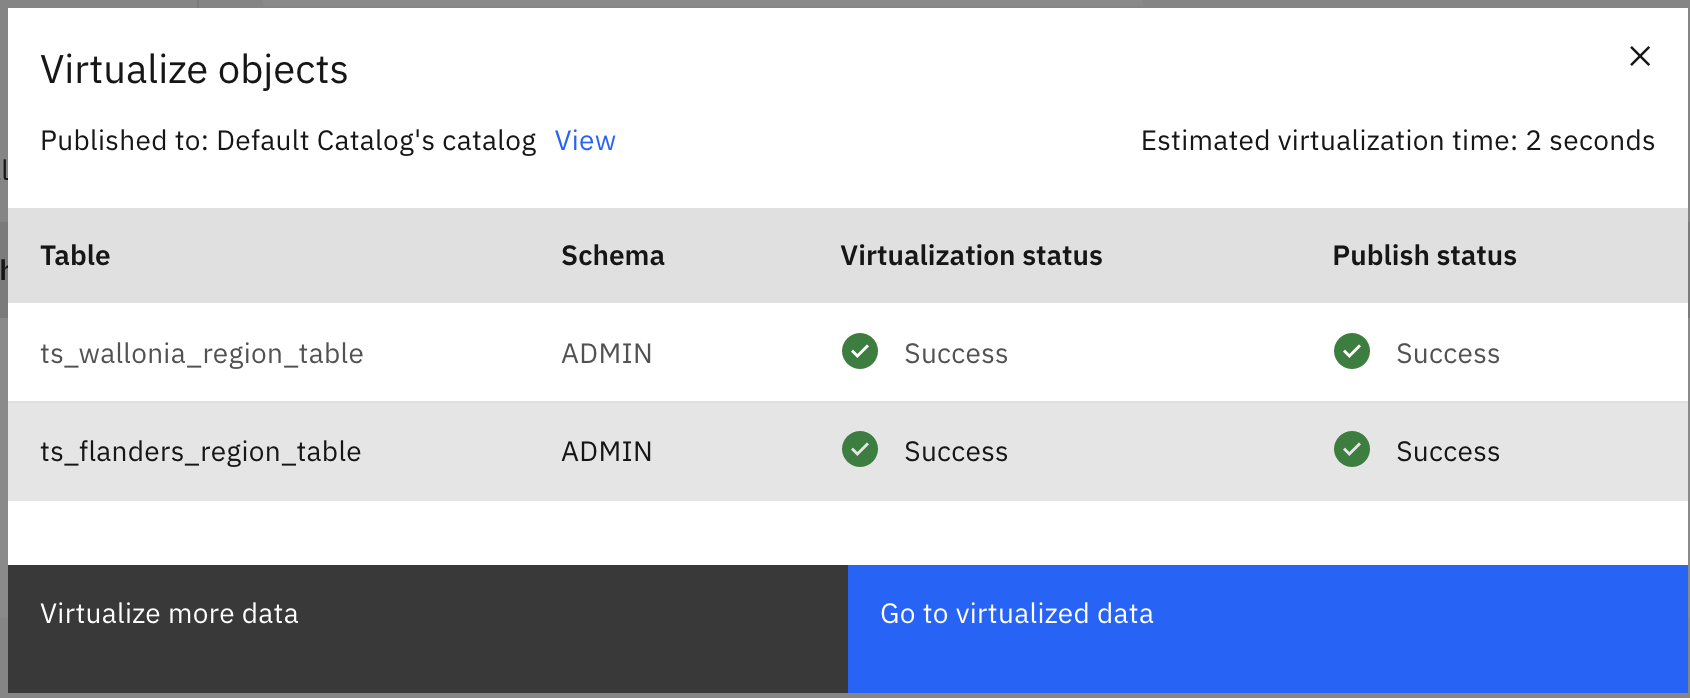 Virtualize objects
Published to: Default Catalog's catalog View
Estimated virtualization time: 2 seconds
Table Schema Virtualization status Publish status
ts_wallonia_region_table ADMIN Success Success
ts_flanders_region_table ADMIN Success Success
Virtualize more data
Go to virtualized data